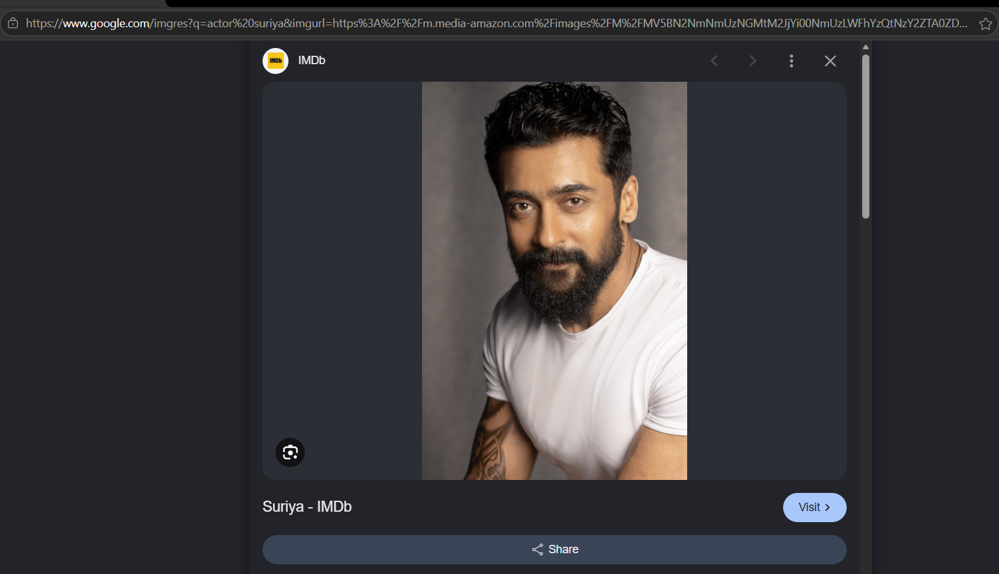 https://www.google.com/imgres?q=actor%20suriya&imgurl=https%3A%2F%2Fm.media-amazon.com%2Fimages%2FM%2FMV5BN2NmNmUzNGMtM2JjYi00NmUzLWFhYzQtNzY2ZTA0ZD...
IMDb IMDb
Suriya - IMDb
Visit
Share